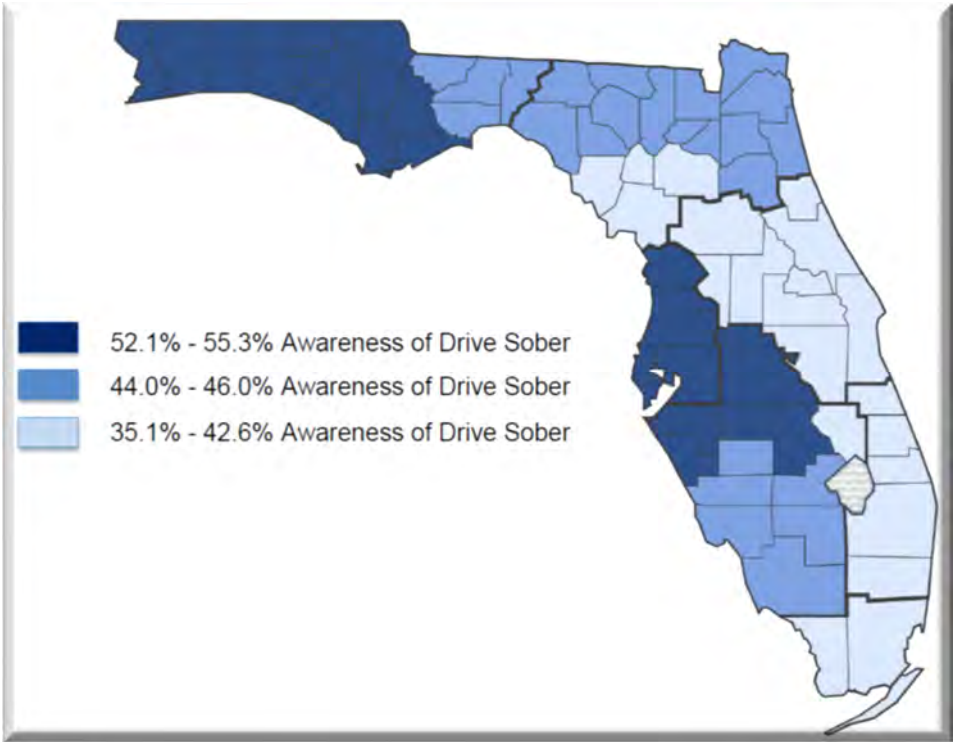 52.1% - 55.3% Awareness of Drive Sober
44.0% - 46.0% Awareness of Drive Sober
35.1% - 42.6% Awareness of Drive Sober